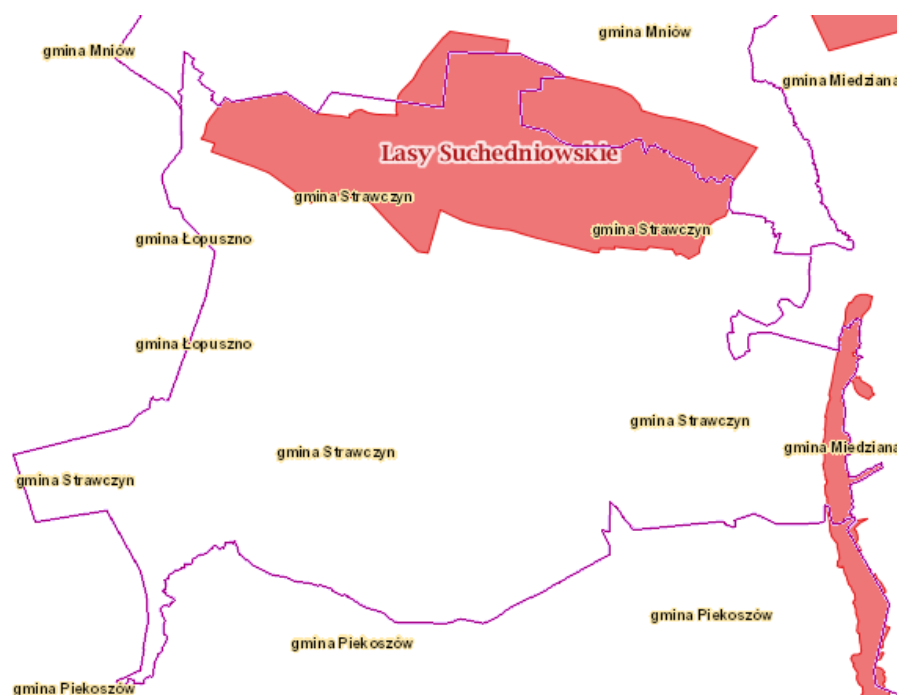 gmina Mniów
gmina Mniów
gmina Miedziana
Lasy Suchedniowskie
gmina Strawczyn
gmina Strawczyn
gmina Łopuszno
gmina Łopuszno
gmina Strawczyn
gmina Strawczyn
gmina Miedziana
gmina Strawczyn
gmina Piekoszów
gmina Piekoszów
gmina Piekoszów